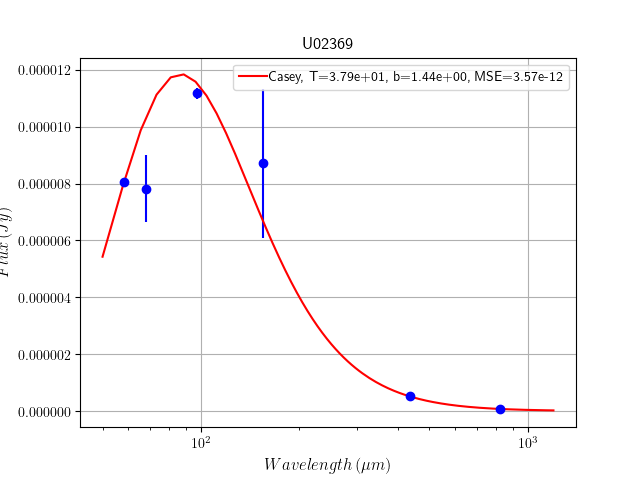 U02369
Casey, T=3.79e+01, b=1.44e+00, MSE=3.57e-12
0.000012
0.000010
0.000008
0.000006
0.000004
0.000002
0.000000
Flux (Jy)
10²
10³
Wavelength (μm)